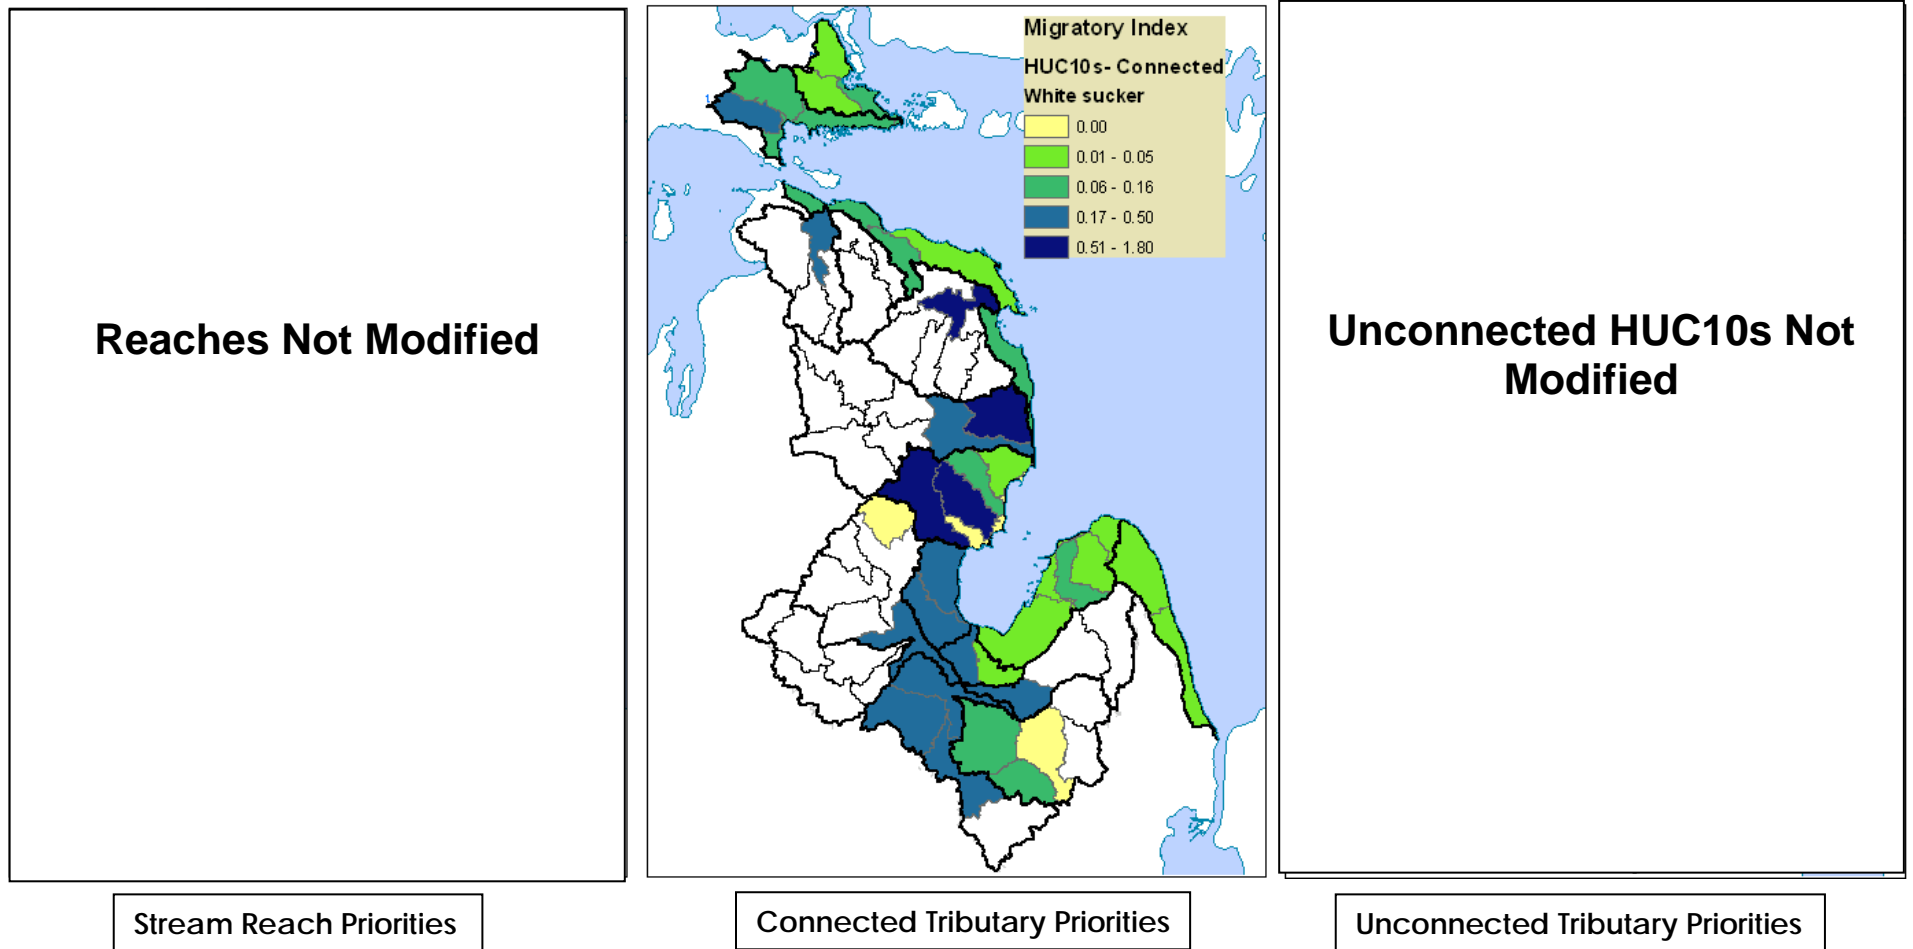 Reaches Not Modified
Stream Reach Priorities
Migratory Index
HUC10s- Connected
White sucker
0.00
0.01 - 0.05
0.06 - 0.16
0.17 - 0.50
0.51 - 1.80
1
Connected Tributary Priorities
Unconnected HUC10s Not
Modified
Unconnected Tributary Priorities